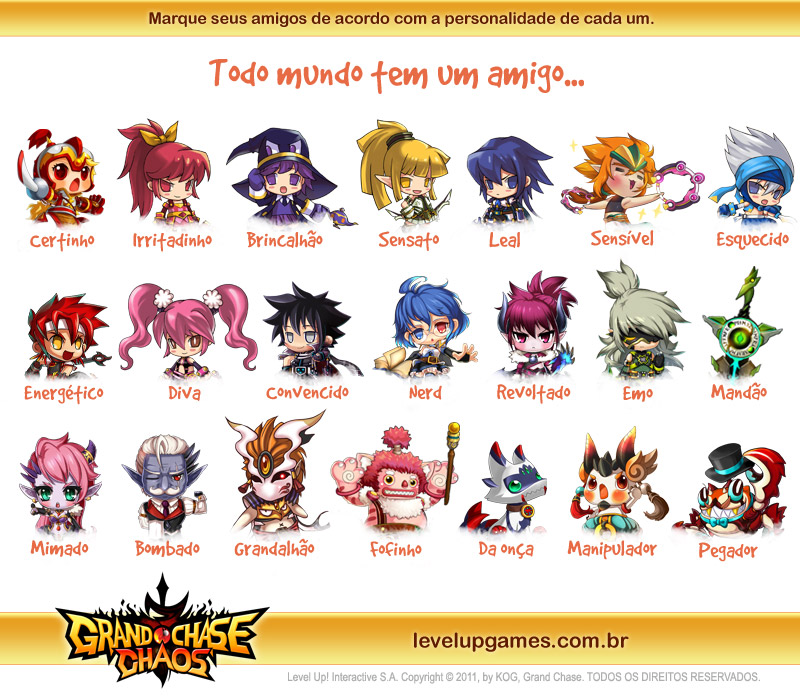 Marque seus amigos de acordo com a personalidade de cada um.
Todo mundo tem um amigo...
Certinho Irritadinho Brincalhão Sensato Leal Sensível Esquecido
Energético Diva Convencido Nerd Revoltado Emo Mandão
Mimado Bombado Grandalhão Fofinho Da onça Manipulador Pegador
GRAND CHASE
CHAOS
levelupgames.com.br
Level Up! Interactive S.A. Copyright © 2011, by KOG, Grand Chase. TODOS OS DIREITOS RESERVADOS.